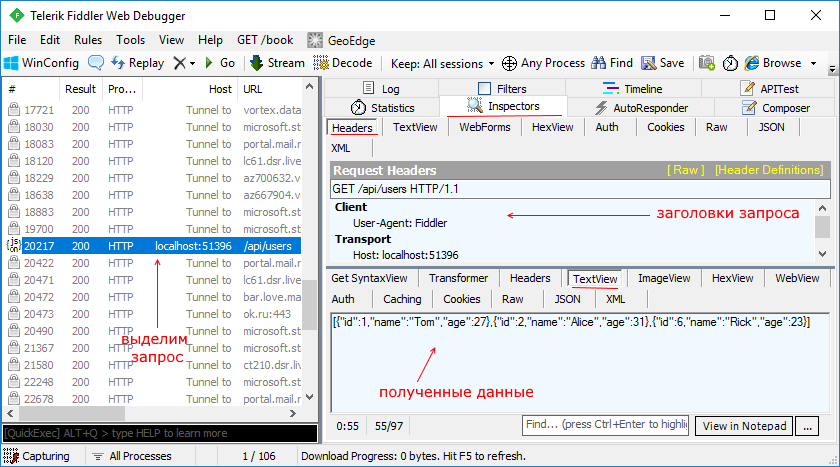 Telerik Fiddler Web Debugger
File Edit Rules Tools View Help GET /book GeoEdge
WinConfig Replay Go Stream Decode Keep: All sessions Any Process Find Save Browse
# Result Pro... Host URL
17721 200 HTTP Tunnel to vortex.data
18030 200 HTTP Tunnel to microsoft.st
18083 200 HTTP Tunnel to portal.mail.r
18120 200 HTTP Tunnel to lc61.dsr.live
18229 200 HTTP Tunnel to az700632.v
18638 200 HTTP Tunnel to az667904.v
18883 200 HTTP Tunnel to microsoft.st
19700 200 HTTP Tunnel to microsoft.st
{js on} 20217 200 HTTP localhost:51396 /api/users
20422 200 HTTP Tunnel to portal.mail.r
20471 200 HTTP Tunnel to lc61.dsr.live
20472 200 HTTP Tunnel to bar.love.ma
20473 200 HTTP Tunnel to ok.ru:443
20490 200 HTTP Tunnel to microsoft.st
21367 200 HTTP Tunnel to microsoft.st
21580 200 HTTP Tunnel to ct210.dsr.live
22248 200 HTTP Tunnel to microsoft.st
22678 200 HTTP Tunnel to portal.mail.r
выделим
запрос
[QuickExec] ALT+Q > type HELP to learn more
Log Filters Timeline APITest
Statistics Inspectors AutoResponder Composer
Headers TextView WebForms HexView Auth Cookies Raw JSON
XML
Request Headers [ Raw ] [Header Definitions]
GET /api/users HTTP/1.1
Client
User-Agent: Fiddler
заголовки запроса
Transport
Host: localhost:51396
Get SyntaxView Transformer Headers TextView ImageView HexView WebView
Auth Caching Cookies Raw JSON XML
[{"id":1,"name":"Tom","age":27},{"id":2,"name":"Alice","age":31},{"id":6,"name":"Rick","age":23}]
полученные данные
0:55 55/97 Find... (press Ctrl+Enter to highlig View in Notepad ...
Capturing All Processes 1 / 106 Download Progress: 0 bytes. Hit F5 to refresh.